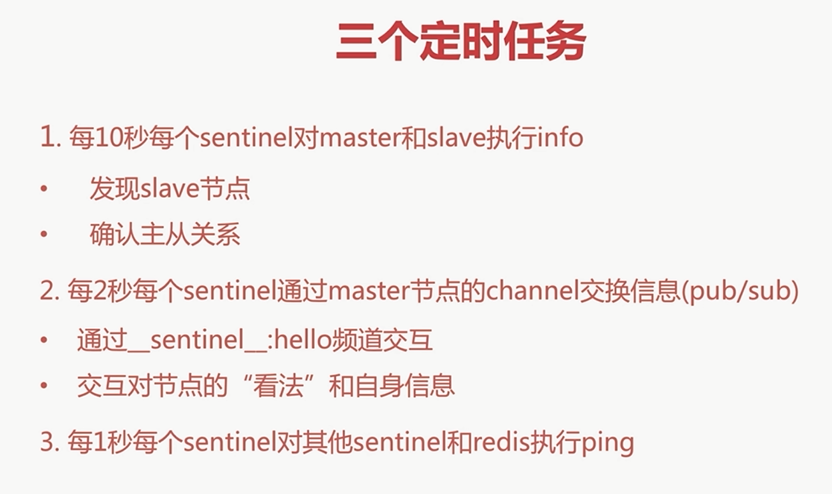 三个定时任务
1. 每10秒每个sentinel对master和slave执行info
• 发现slave节点
• 确认主从关系
2. 每2秒每个sentinel通过master节点的channel交换信息(pub/sub)
• 通过__sentinel__:hello频道交互
• 交互对节点的“看法”和自身信息
3. 每1秒每个sentinel对其他sentinel和redis执行ping